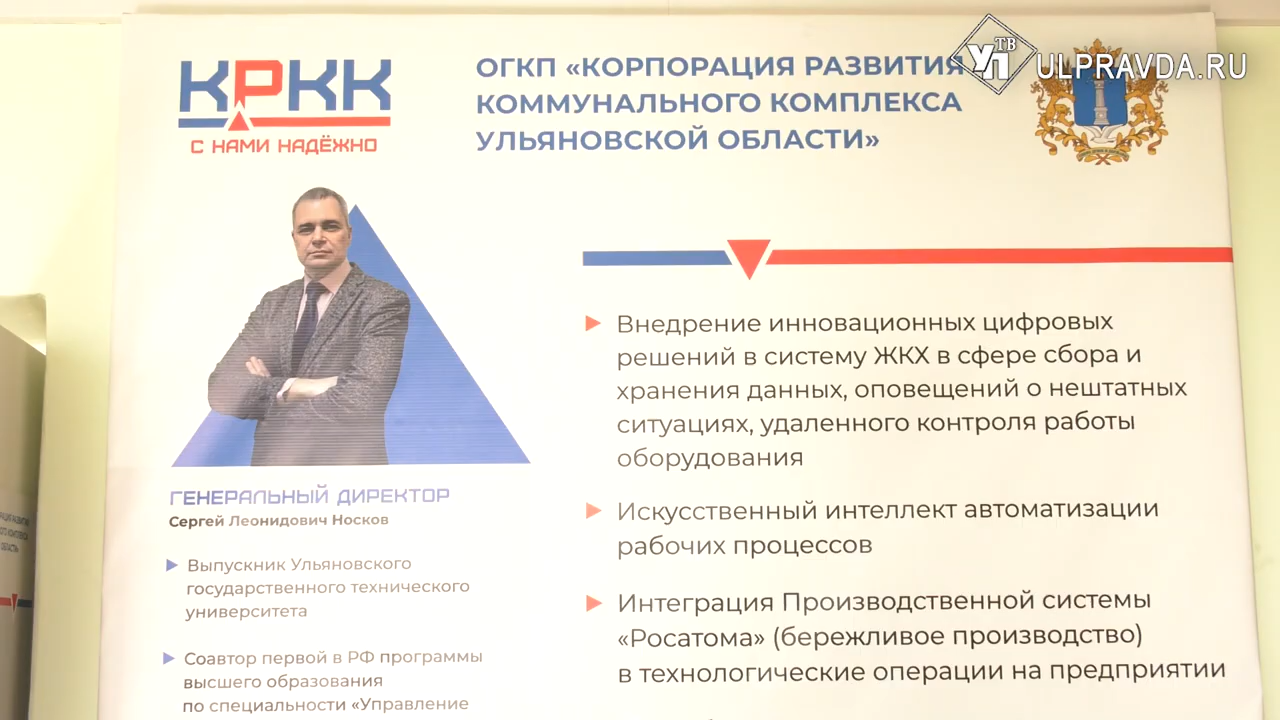 КРКК
С НАМИ НАДЁЖНО
ОГКП «КОРПОРАЦИЯ РАЗВИТИЯ
КОММУНАЛЬНОГО КОМПЛЕКСА
УЛЬЯНОВСКОЙ ОБЛАСТИ»
УП ТВ
ULPRAVDA.RU
ГЕНЕРАЛЬНЫЙ ДИРЕКТОР
Сергей Леонидович Носков
Выпускник Ульяновского
государственного технического
университета
Соавтор первой в РФ программы
высшего образования
по специальности «Управление
Внедрение инновационных цифровых
решений в систему ЖКХ в сфере сбора и
хранения данных, оповещений о нештатных
ситуациях, удаленного контроля работы
оборудования
Искусственный интеллект автоматизации
рабочих процессов
Интеграция Производственной системы
«Росатома» (бережливое производство)
в технологические операции на предприятии